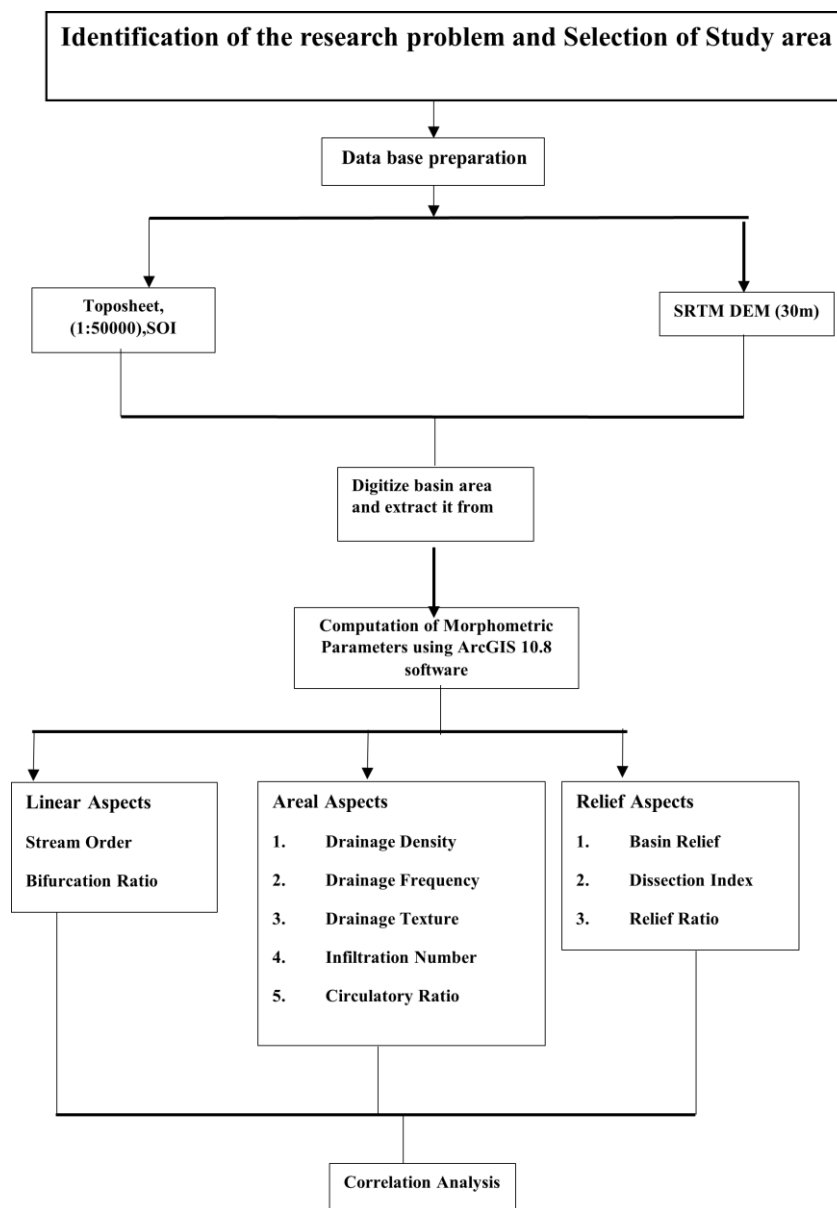 Identification of the research problem and Selection of Study area
Data base preparation
Toposheet,
(1:50000),SOI
SRTM DEM (30m)
Digitize basin area
and extract it from
Computation of Morphometric
Parameters using ArcGIS 10.8
software
Linear Aspects
Stream Order
Bifurcation Ratio
Areal Aspects
1. Drainage Density
2. Drainage Frequency
3. Drainage Texture
4. Infiltration Number
5. Circulatory Ratio
Relief Aspects
1. Basin Relief
2. Dissection Index
3. Relief Ratio
Correlation Analysis